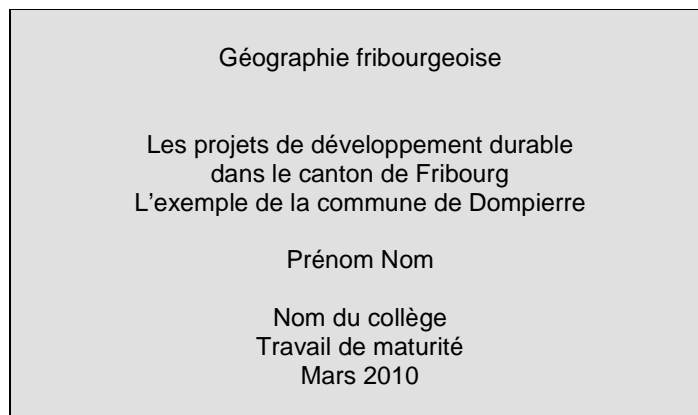 Géographie fribourgeoise
Les projets de développement durable
dans le canton de Fribourg
L'exemple de la commune de Dompierre
Prénom Nom
Nom du collège
Travail de maturité
Mars 2010